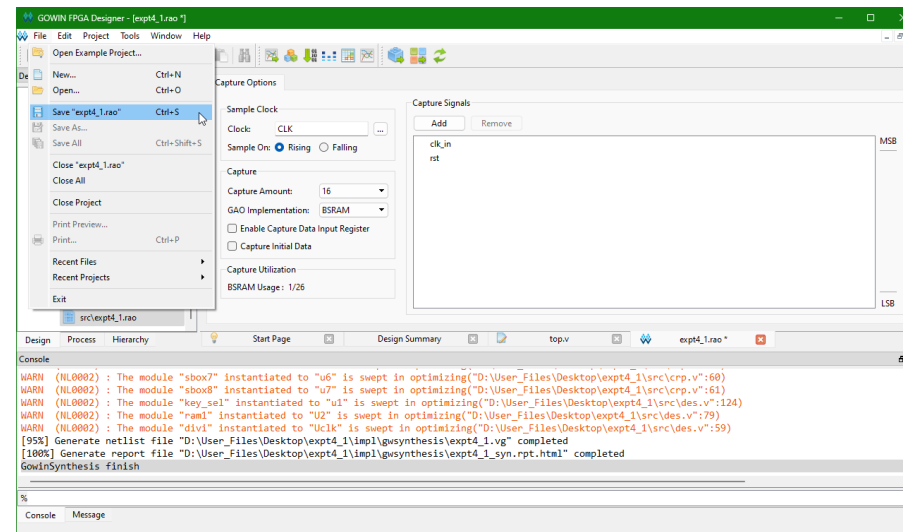 GOWIN FPGA Designer - [expt4_1.rao *]
File Edit Project Tools Window Help
Open Example Project...
New... Ctrl+N
Open... Ctrl+O
Save "expt4_1.rao" Ctrl+S
Save As...
Save All Ctrl+Shift+S
Close "expt4_1.rao"
Close All
Close Project
Print Preview...
Print... Ctrl+P
Recent Files
Recent Projects
Exit
src\expt4_1.rao
De
Capture Options
Sample Clock
Clock: CLK ...
Sample On: Rising Falling
Capture
Capture Amount: 16
GAO Implementation: BSRAM
Enable Capture Data Input Register
Capture Initial Data
Capture Utilization
BSRAM Usage : 1/26
Capture Signals
Add Remove
clk_in
rst
MSB
LSB
Design Process Hierarchy
Start Page Design Summary top.v expt4_1.rao *
Console
WARN (NL0002) : The module "sbox7" instantiated to "u6" is swept in optimizing("D:\User_Files\Desktop\expt4_1\src\crp.v":60)
WARN (NL0002) : The module "sbox8" instantiated to "u7" is swept in optimizing("D:\User_Files\Desktop\expt4_1\src\crp.v":61)
WARN (NL0002) : The module "key_sel" instantiated to "u1" is swept in optimizing("D:\User_Files\Desktop\expt4_1\src\des.v":124)
WARN (NL0002) : The module "ram1" instantiated to "U2" is swept in optimizing("D:\User_Files\Desktop\expt4_1\src\des.v":79)
WARN (NL0002) : The module "divi" instantiated to "Uclk" is swept in optimizing("D:\User_Files\Desktop\expt4_1\src\des.v":59)
[95%] Generate netlist file "D:\User_Files\Desktop\expt4_1\impl\gwsynthesis\expt4_1.vg" completed
[100%] Generate report file "D:\User_Files\Desktop\expt4_1\impl\gwsynthesis\expt4_1_syn.rpt.html" completed
GowinSynthesis finish
%
Console Message